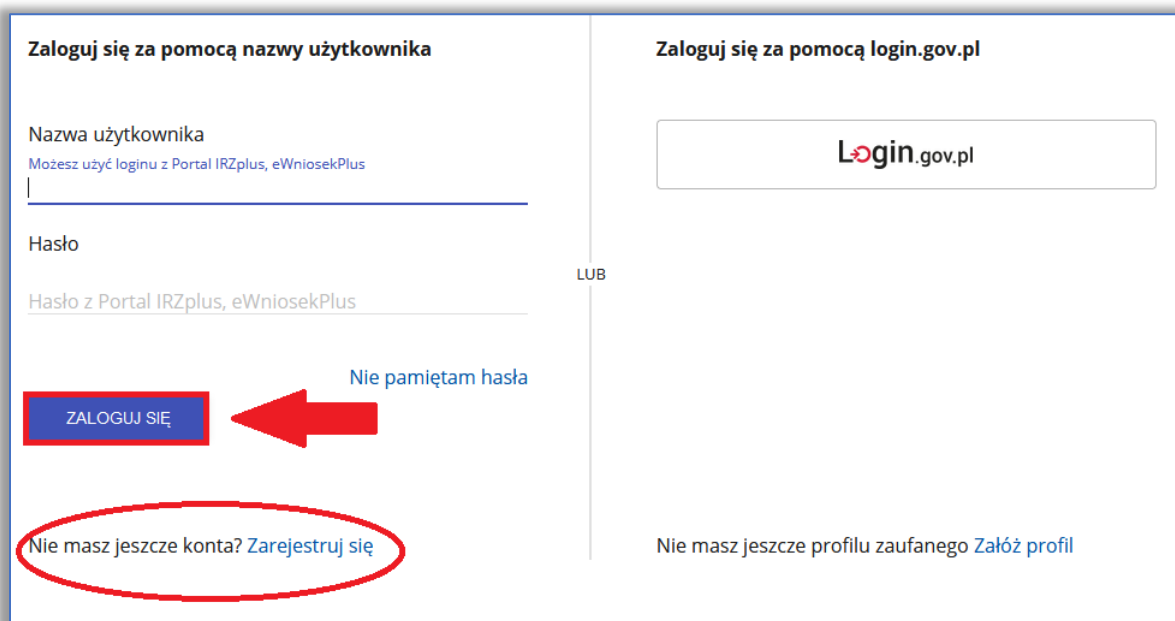 Zaloguj się za pomocą nazwy użytkownika
Nazwa użytkownika
Możesz użyć loginu z Portal IRZplus, eWniosekPlus
Hasło
Hasło z Portal IRZplus, eWniosekPlus
Nie pamiętam hasła
ZALOGUJ SIĘ
Nie masz jeszcze konta? Zarejestruj się
LUB
Zaloguj się za pomocą login.gov.pl
Login.gov.pl
Nie masz jeszcze profilu zaufanego Załóż profil